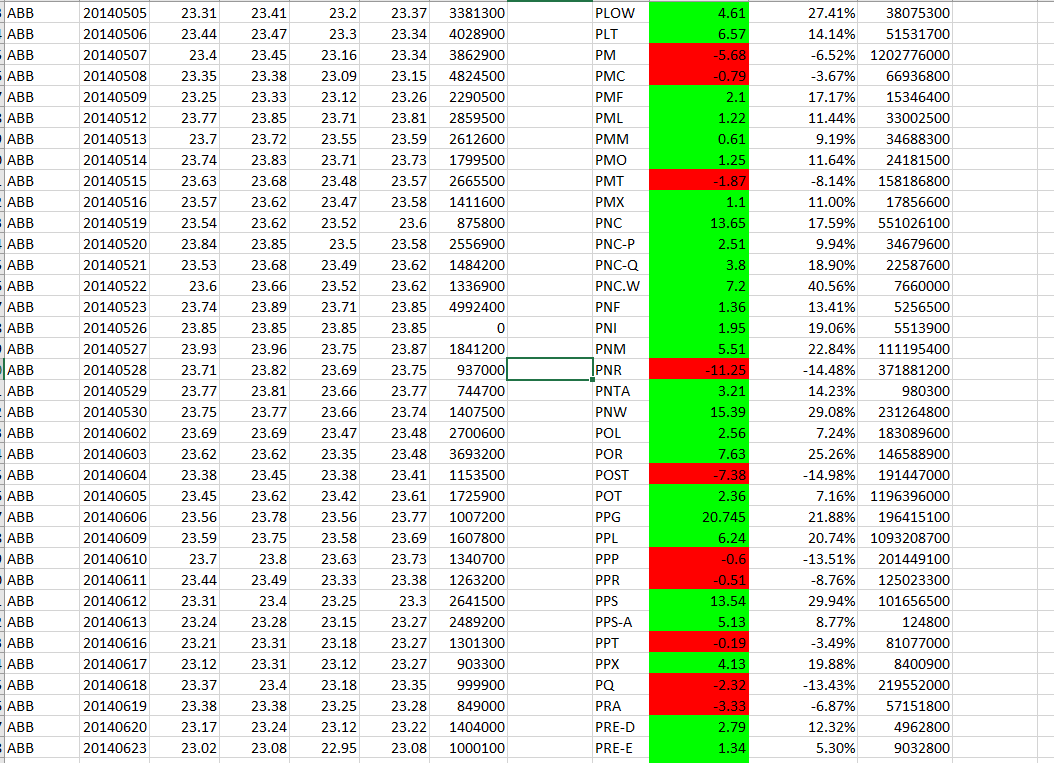 ABB 20140505 23.31 23.41 23.2 23.37 3381300 PLOW 4.61 27.41% 38075300
ABB 20140506 23.44 23.47 23.3 23.34 4028900 PLT 6.57 14.14% 51531700
ABB 20140507 23.4 23.45 23.16 23.34 3862900 PM -5.68 -6.52% 1202776000
ABB 20140508 23.35 23.38 23.09 23.15 4824500 PMC -0.79 -3.67% 66936800
ABB 20140509 23.25 23.33 23.12 23.26 2290500 PMF 2.1 17.17% 15346400
ABB 20140512 23.77 23.85 23.71 23.81 2859500 PML 1.22 11.44% 33002500
ABB 20140513 23.7 23.72 23.55 23.59 2612600 PMM 0.61 9.19% 34688300
ABB 20140514 23.74 23.83 23.71 23.73 1799500 PMO 1.25 11.64% 24181500
ABB 20140515 23.63 23.68 23.48 23.57 2665500 PMT -1.87 -8.14% 158186800
ABB 20140516 23.57 23.62 23.47 23.58 1411600 PMX 1.1 11.00% 17856600
ABB 20140519 23.54 23.62 23.52 23.6 875800 PNC 13.65 17.59% 551026100
ABB 20140520 23.84 23.85 23.5 23.58 2556900 PNC-P 2.51 9.94% 34679600
ABB 20140521 23.53 23.68 23.49 23.62 1484200 PNC-Q 3.8 18.90% 22587600
ABB 20140522 23.6 23.66 23.52 23.62 1336900 PNC.W 7.2 40.56% 7660000
ABB 20140523 23.74 23.89 23.71 23.85 4992400 PNF 1.36 13.41% 5256500
ABB 20140526 23.85 23.85 23.85 23.85 0 PNI 1.95 19.06% 5513900
ABB 20140527 23.93 23.96 23.75 23.87 1841200 PNM 5.51 22.84% 111195400
ABB 20140528 23.71 23.82 23.69 23.75 937000 PNR -11.25 -14.48% 371881200
ABB 20140529 23.77 23.81 23.66 23.77 744700 PNTA 3.21 14.23% 980300
ABB 20140530 23.75 23.77 23.66 23.74 1407500 PNW 15.39 29.08% 231264800
ABB 20140602 23.69 23.69 23.47 23.48 2700600 POL 2.56 7.24% 183089600
ABB 20140603 23.62 23.62 23.35 23.48 3693200 POR 7.63 25.26% 146588900
ABB 20140604 23.38 23.45 23.38 23.41 1153500 POST -7.38 -14.98% 191447000
ABB 20140605 23.45 23.62 23.42 23.61 1725900 POT 2.36 7.16% 1196396000
ABB 20140606 23.56 23.78 23.56 23.77 1007200 PPG 20.745 21.88% 196415100
ABB 20140609 23.59 23.75 23.58 23.69 1607800 PPL 6.24 20.74% 1093208700
ABB 20140610 23.7 23.8 23.63 23.73 1340700 PPP -0.6 -13.51% 201449100
ABB 20140611 23.44 23.49 23.33 23.38 1263200 PPR -0.51 -8.76% 125023300
ABB 20140612 23.31 23.4 23.25 23.3 2641500 PPS 13.54 29.94% 101656500
ABB 20140613 23.24 23.28 23.15 23.27 2489200 PPS-A 5.13 8.77% 124800
ABB 20140616 23.21 23.31 23.18 23.27 1301300 PPT -0.19 -3.49% 81077000
ABB 20140617 23.12 23.31 23.12 23.27 903300 PPX 4.13 19.88% 8400900
ABB 20140618 23.37 23.4 23.18 23.35 999900 PQ -2.32 -13.43% 219552000
ABB 20140619 23.38 23.38 23.25 23.28 849000 PRA -3.33 -6.87% 57151800
ABB 20140620 23.17 23.24 23.12 23.22 1404000 PRE-D 2.79 12.32% 4962800
ABB 20140623 23.02 23.08 22.95 23.08 1000100 PRE-E 1.34 5.30% 9032800